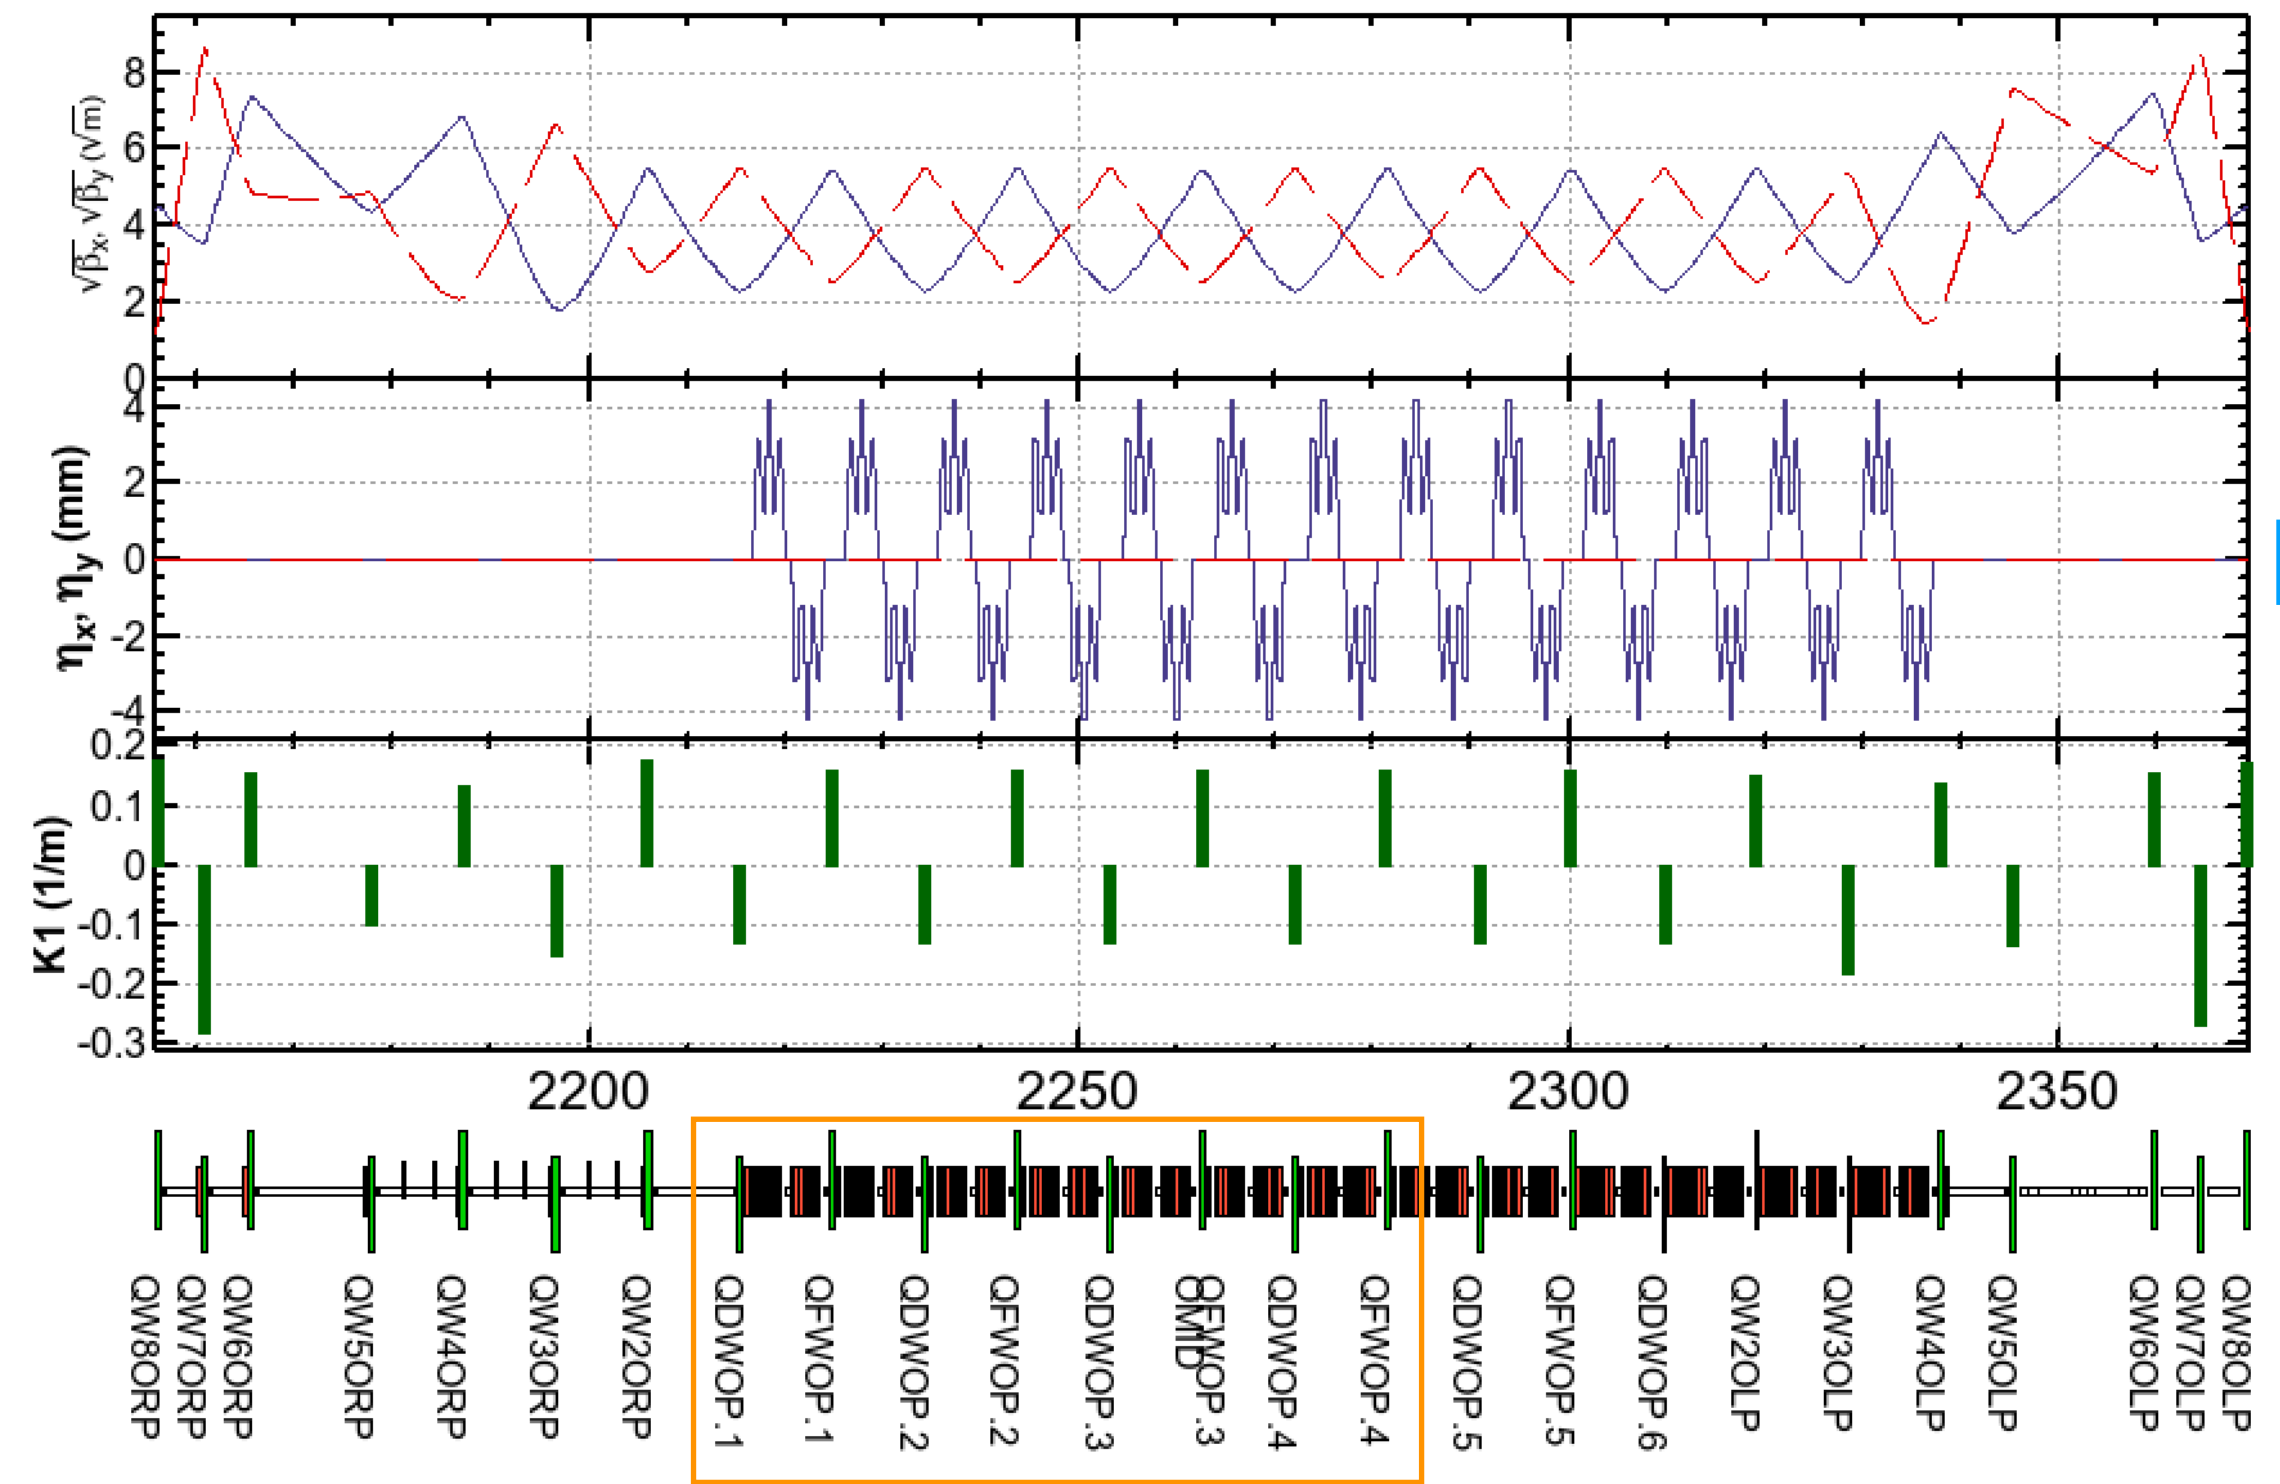 √βx, √βy (√m)
8
6
4
2
0
ηx, ηy (mm)
4
2
0
-2
-4
K1 (1/m)
0.2
0.1
0
-0.1
-0.2
-0.3
2200
2250
2300
2350
QW8ORP
QW7ORP
QW6ORP
QW5ORP
QW4ORP
QW3ORP
QW2ORP
QDWOP.1
QFWOP.1
QDWOP.2
QFWOP.2
QDWOP.3
QFWOP.3
QDWOP.4
QFWOP.4
QDWOP.5
QFWOP.5
QDWOP.6
QW2OLP
QW3OLP
QW4OLP
QW5OLP
QW6OLP
QW7OLP
QW8OLP